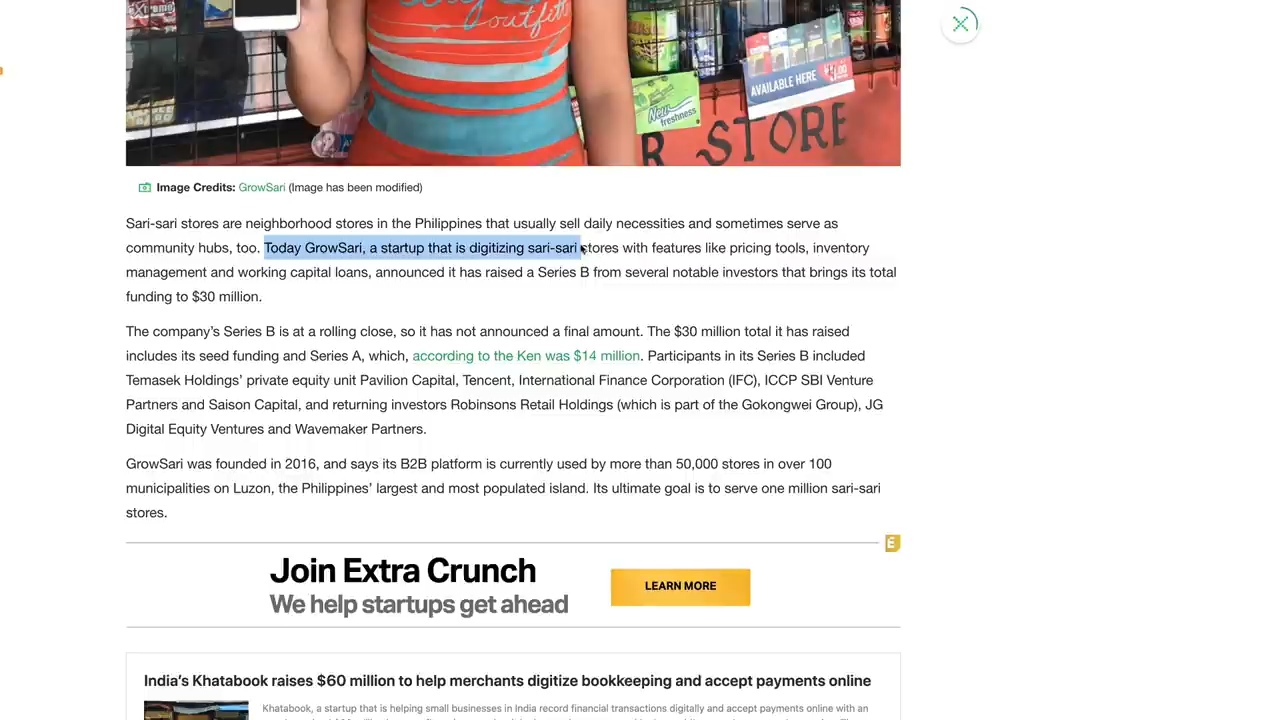 outfitt
AVAILABLE HERE
New
freshness
R STORE
Image Credits: GrowSari (Image has been modified)
Sari-sari stores are neighborhood stores in the Philippines that usually sell daily necessities and sometimes serve as
community hubs, too. Today GrowSari, a startup that is digitizing sari-sari stores with features like pricing tools, inventory
management and working capital loans, announced it has raised a Series B from several notable investors that brings its total
funding to $30 million.
The company’s Series B is at a rolling close, so it has not announced a final amount. The $30 million total it has raised
includes its seed funding and Series A, which, according to the Ken was $14 million. Participants in its Series B included
Temasek Holdings’ private equity unit Pavilion Capital, Tencent, International Finance Corporation (IFC), ICCP SBI Venture
Partners and Saison Capital, and returning investors Robinsons Retail Holdings (which is part of the Gokongwei Group), JG
Digital Equity Ventures and Wavemaker Partners.
GrowSari was founded in 2016, and says its B2B platform is currently used by more than 50,000 stores in over 100
municipalities on Luzon, the Philippines’ largest and most populated island. Its ultimate goal is to serve one million sari-sari
stores.
E
Join Extra Crunch
We help startups get ahead
LEARN MORE
India’s Khatabook raises $60 million to help merchants digitize bookkeeping and accept payments online
Khatabook, a startup that is helping small businesses in India record financial transactions digitally and accept payments online with an